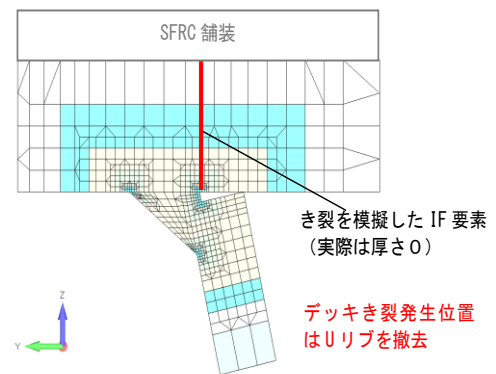 SFRC 舗装
き裂を模擬した IF 要素
（実際は厚さ０）
デッキき裂発生位置
はＵリブを撤去
Z
Y